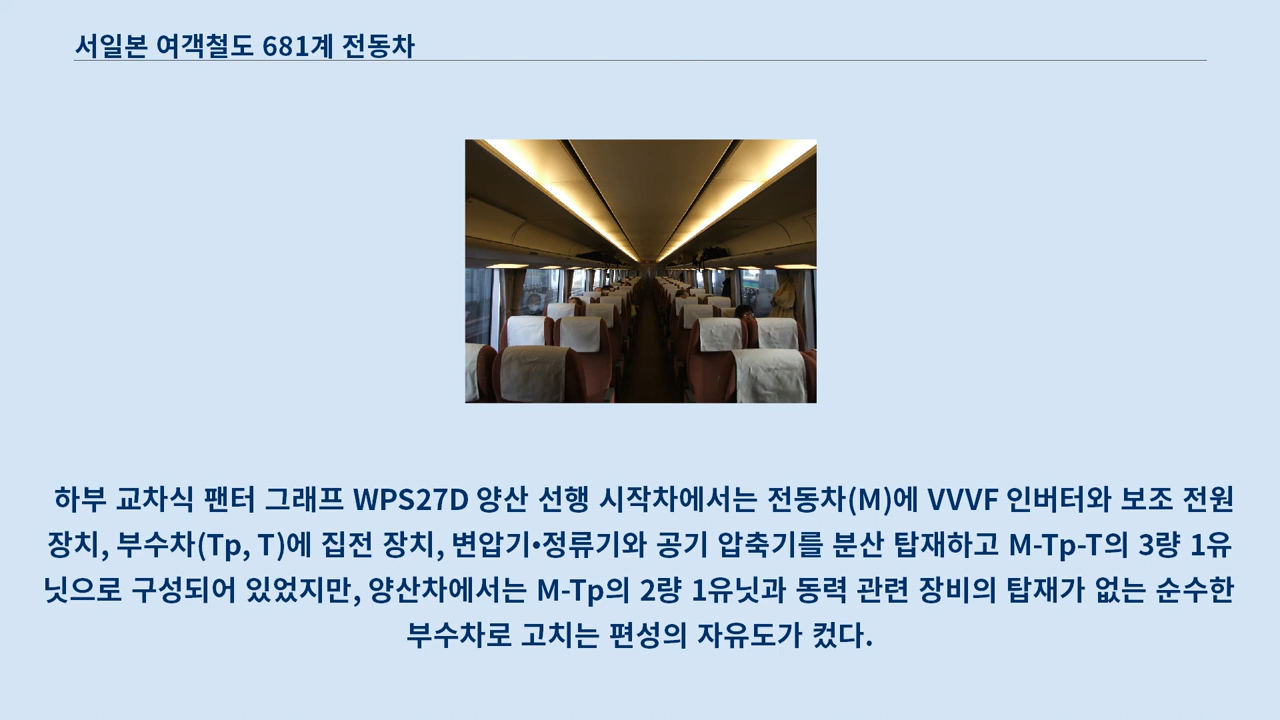 서일본 여객철도 681계 전동차
하부 교차식 팬터 그래프 WPS27D 양산 선행 시작차에서는 전동차(M)에 VVVF 인버터와 보조 전원
장치, 부수차(Tp, T)에 집전 장치, 변압기•정류기와 공기 압축기를 분산 탑재하고 M-Tp-T의 3량 1유
닛으로 구성되어 있었지만, 양산차에서는 M-Tp의 2량 1유닛과 동력 관련 장비의 탑재가 없는 순수한
부수차로 고치는 편성의 자유도가 컸다.